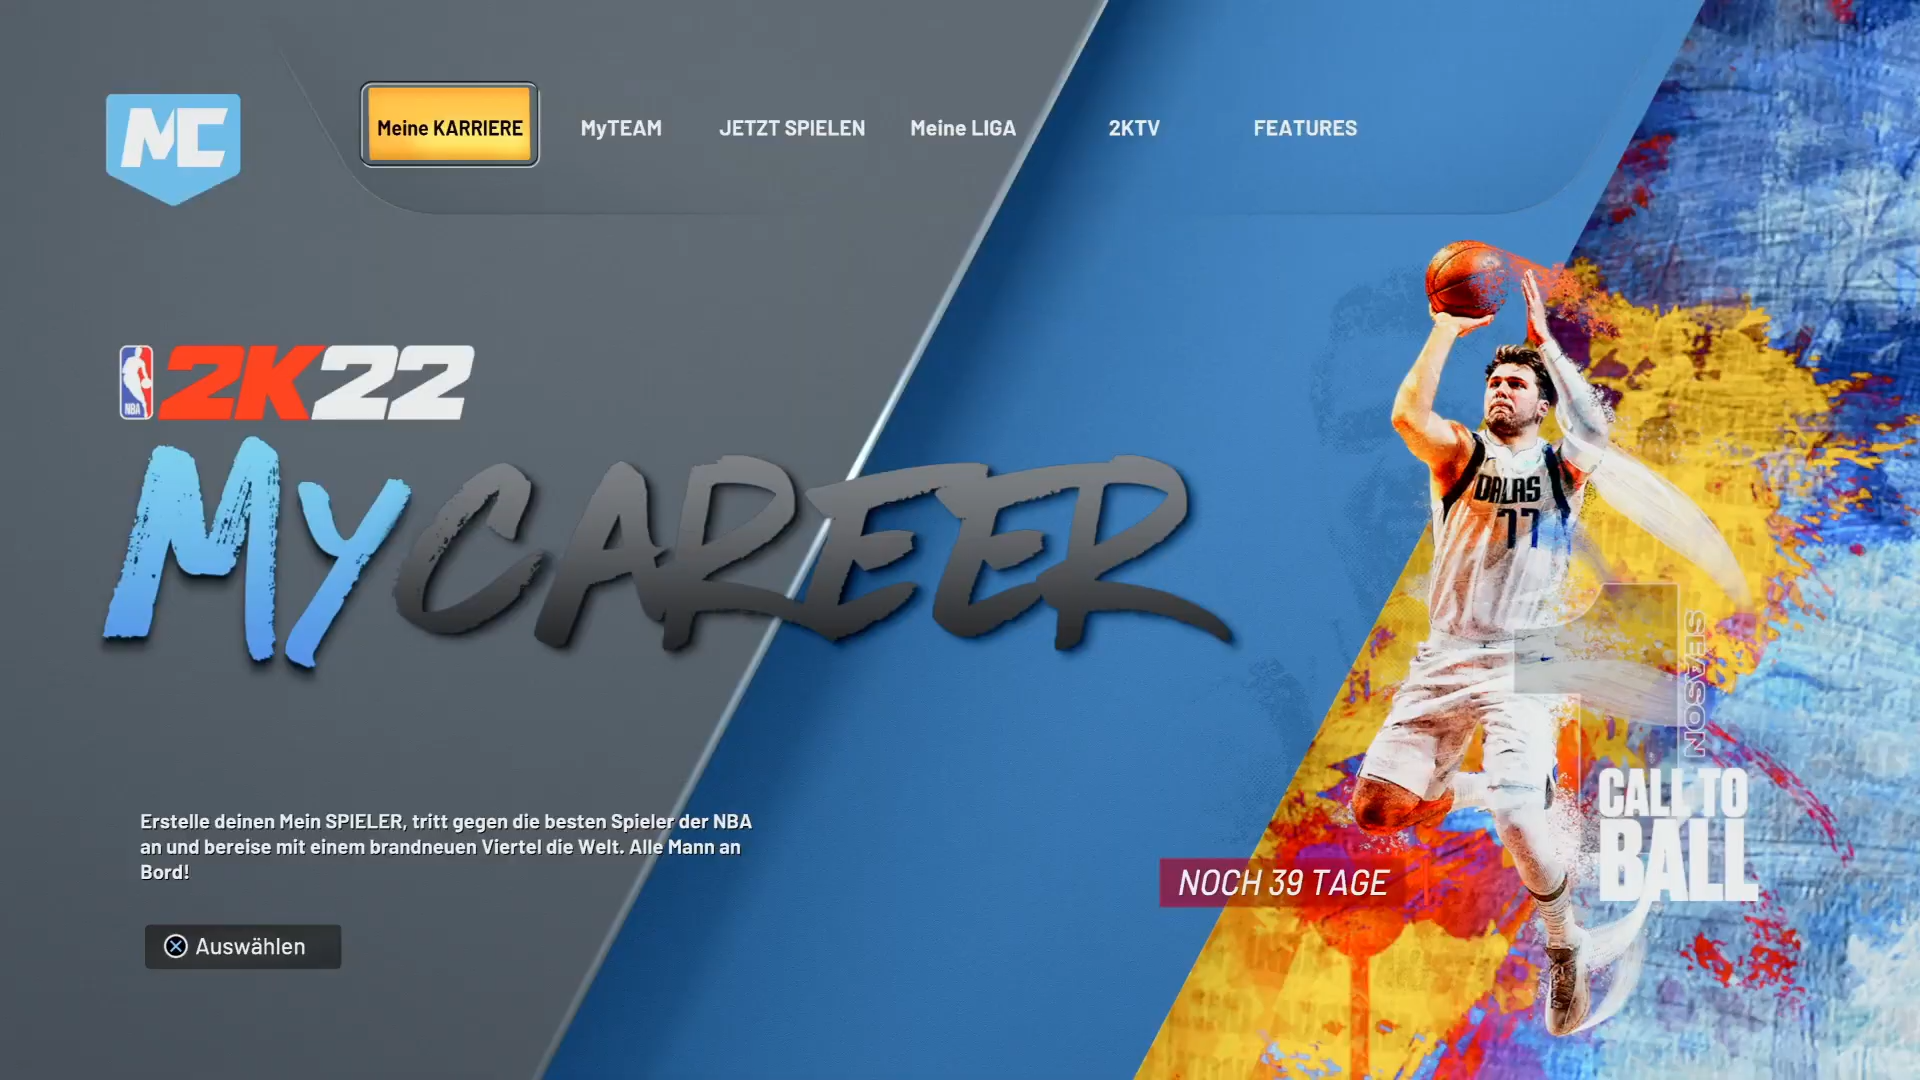 MC
Meine KARRIERE
MyTEAM
JETZT SPIELEN
Meine LIGA
2KTV
FEATURES
NBA 2K22
MyCAREER
DALLAS
77
SEASON
CALL TO
BALL
Erstelle deinen Mein SPIELER, tritt gegen die besten Spieler der NBA
an und bereise mit einem brandneuen Viertel die Welt. Alle Mann an
Bord!
NOCH 39 TAGE
Auswählen